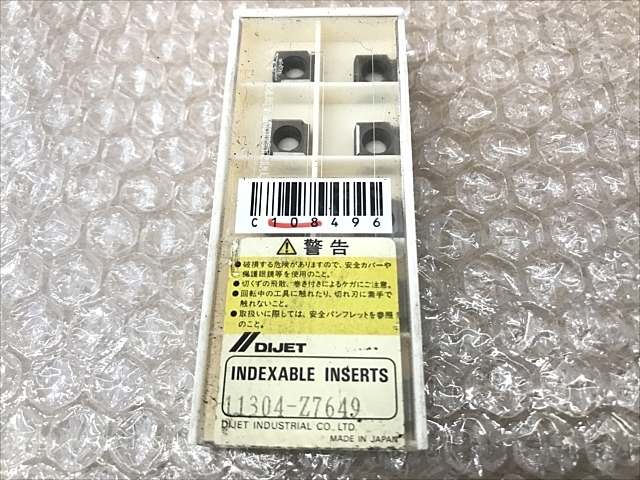 C108496
警告
●破損する危険がありますので、安全カバーや
保護眼鏡等を使用のこと。
●切くずの飛散、巻き付きによるケガにご注意。
●回転中の工具に触れたり、切れ刃に素手で
触れないこと。
●取扱いに際しては、安全パンフレットを参照
のこと。
DIJET
INDEXABLE INSERTS
11304-Z7649
DIJET INDUSTRIAL CO., LTD.
MADE IN JAPAN